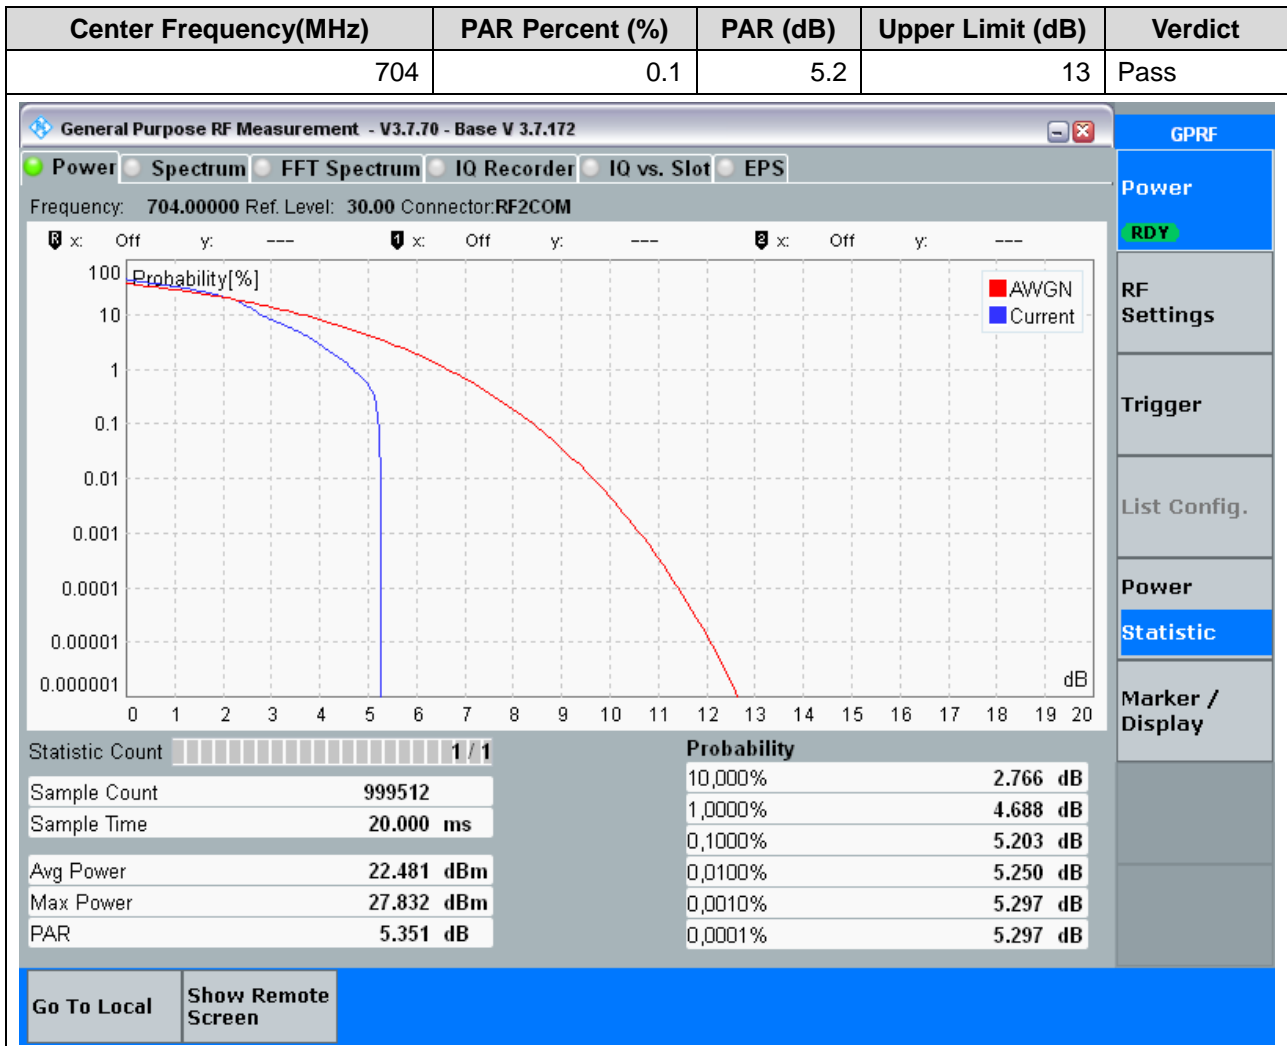 Center Frequency(MHz) PAR Percent (%) PAR (dB) Upper Limit (dB) Verdict
704 0.1 5.2 13 Pass
General Purpose RF Measurement - V3.7.70 - Base V 3.7.172
GPRF
Power Spectrum FFT Spectrum IQ Recorder IQ vs. Slot EPS
Power
RDY
Frequency: 704.00000 Ref. Level: 30.00 Connector:RF2COM
R x: Off y: --- 1 x: Off y: --- 2 x: Off y: ---
Probability[%]
AWGN
Current
100
10
1
0.1
0.01
0.001
0.0001
0.00001
0.000001
dB
0 1 2 3 4 5 6 7 8 9 10 11 12 13 14 15 16 17 18 19 20
RF
Settings
Trigger
List Config.
Power
Statistic
Marker /
Display
Statistic Count 1 / 1
Sample Count 999512
Sample Time 20.000 ms
Avg Power 22.481 dBm
Max Power 27.832 dBm
PAR 5.351 dB
Probability
10,000% 2.766 dB
1,0000% 4.688 dB
0,1000% 5.203 dB
0,0100% 5.250 dB
0,0010% 5.297 dB
0,0001% 5.297 dB
Go To Local
Show Remote
Screen